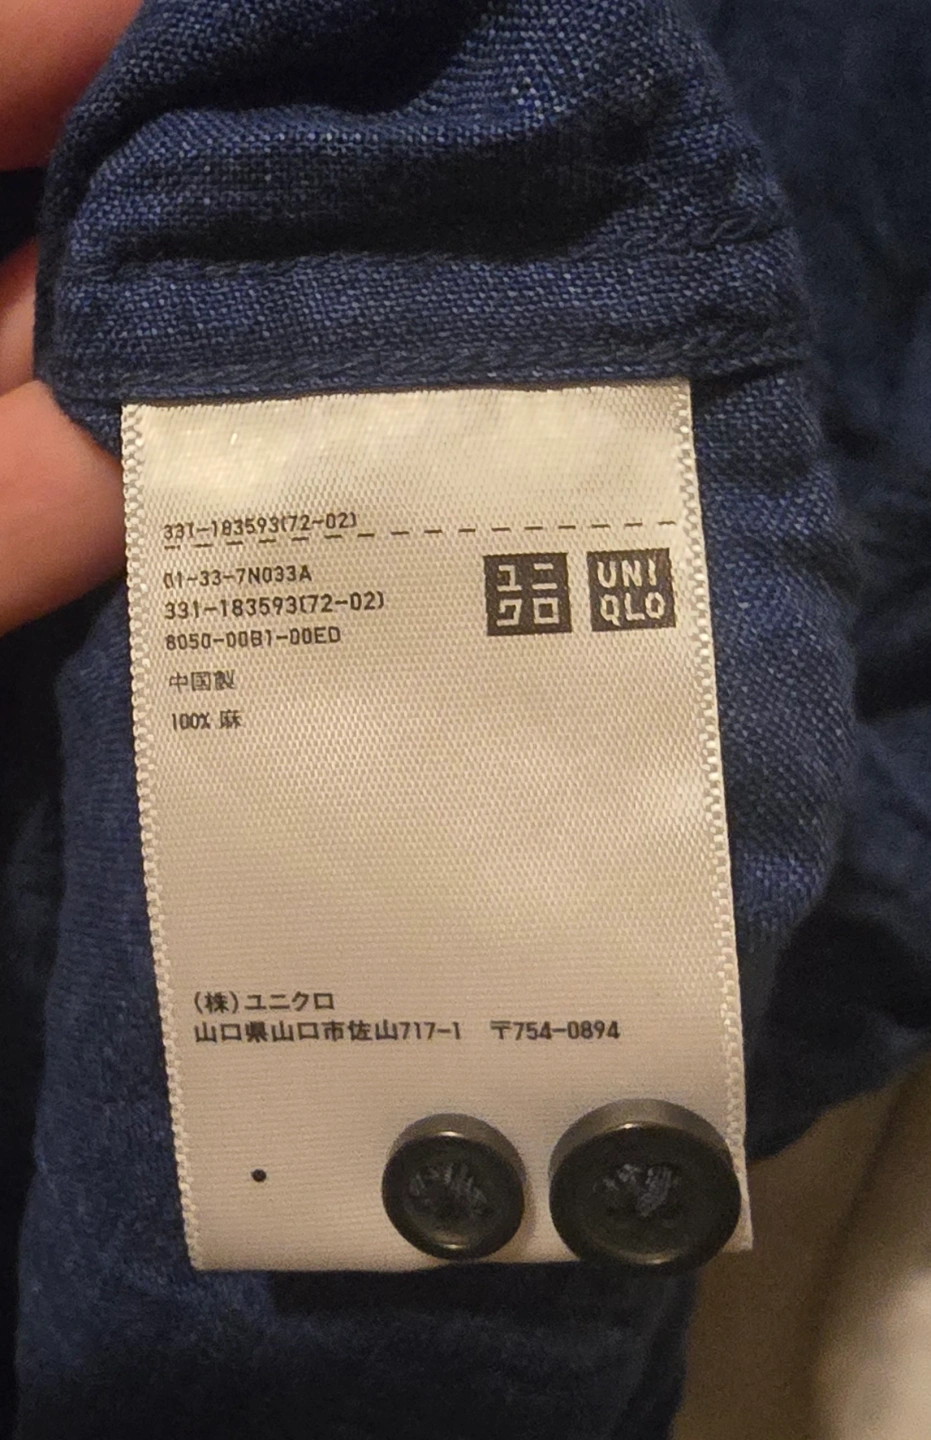 331-183593(72-02)
01-33-7N033A
331-183593(72-02)
8050-00B1-00ED
中国製
100% 麻
ユニ
クロ
UNI
QLO
(株)ユニクロ
山口県山口市佐山717-1 〒754-0894